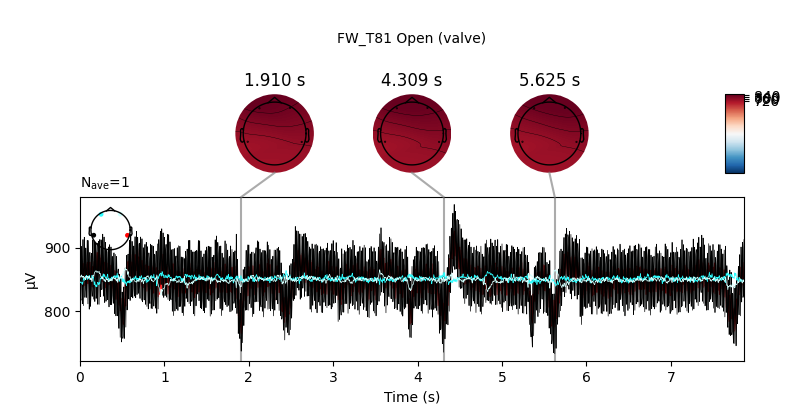 FW_T81 Open (valve)
1.910 s 4.309 s 5.625 s
Nave=1
900
800
µV
0 1 2 3 4 5 6 7
Time (s)